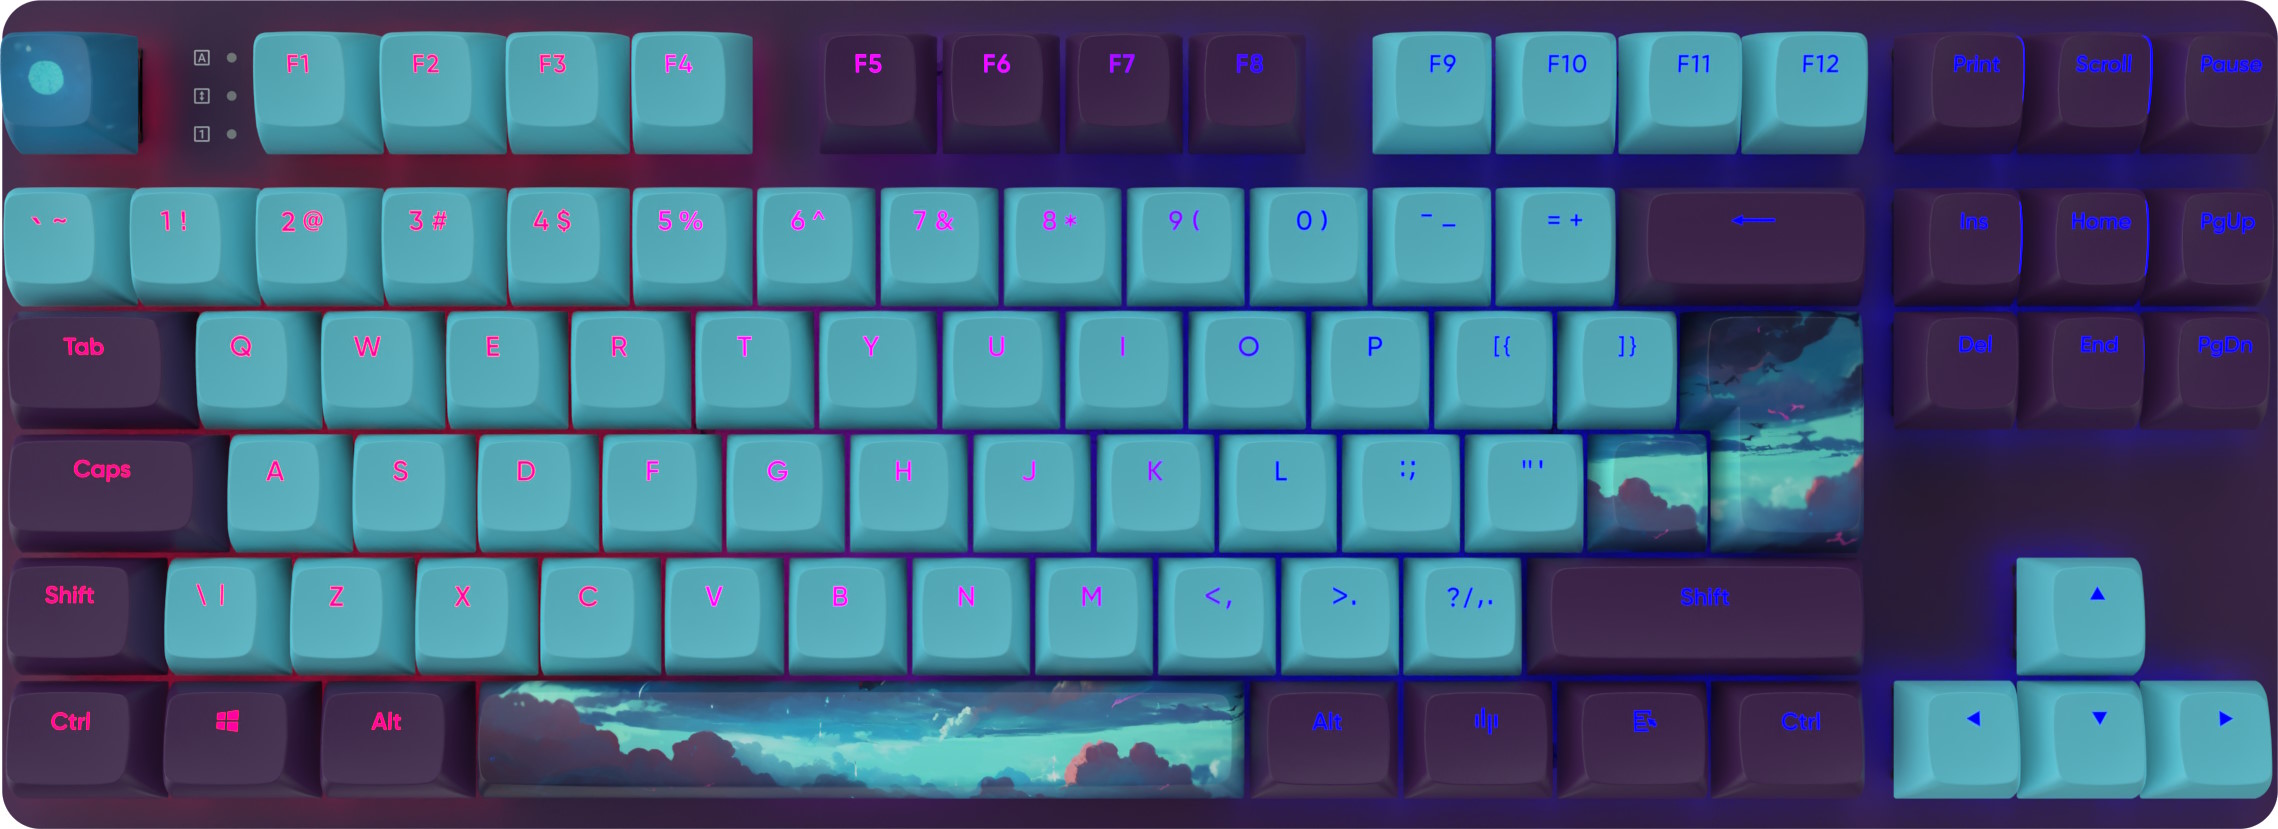 F1 F2 F3 F4 F5 F6 F7 F8 F9 F10 F11 F12 Print Scroll Pause
A
1
` ~ 1 ! 2 @ 3 # 4 $ 5 % 6 ^ 7 & 8 * 9 ( 0 ) - _ = + ← Ins Home PgUp
Tab Q W E R T Y U I O P [ { ] } Del End PgDn
Caps A S D F G H J K L : ; " '
Shift \ | Z X C V B N M < , > . ? / , . Shift ▲
Ctrl Alt Alt Ctrl ◀ ▼ ▶